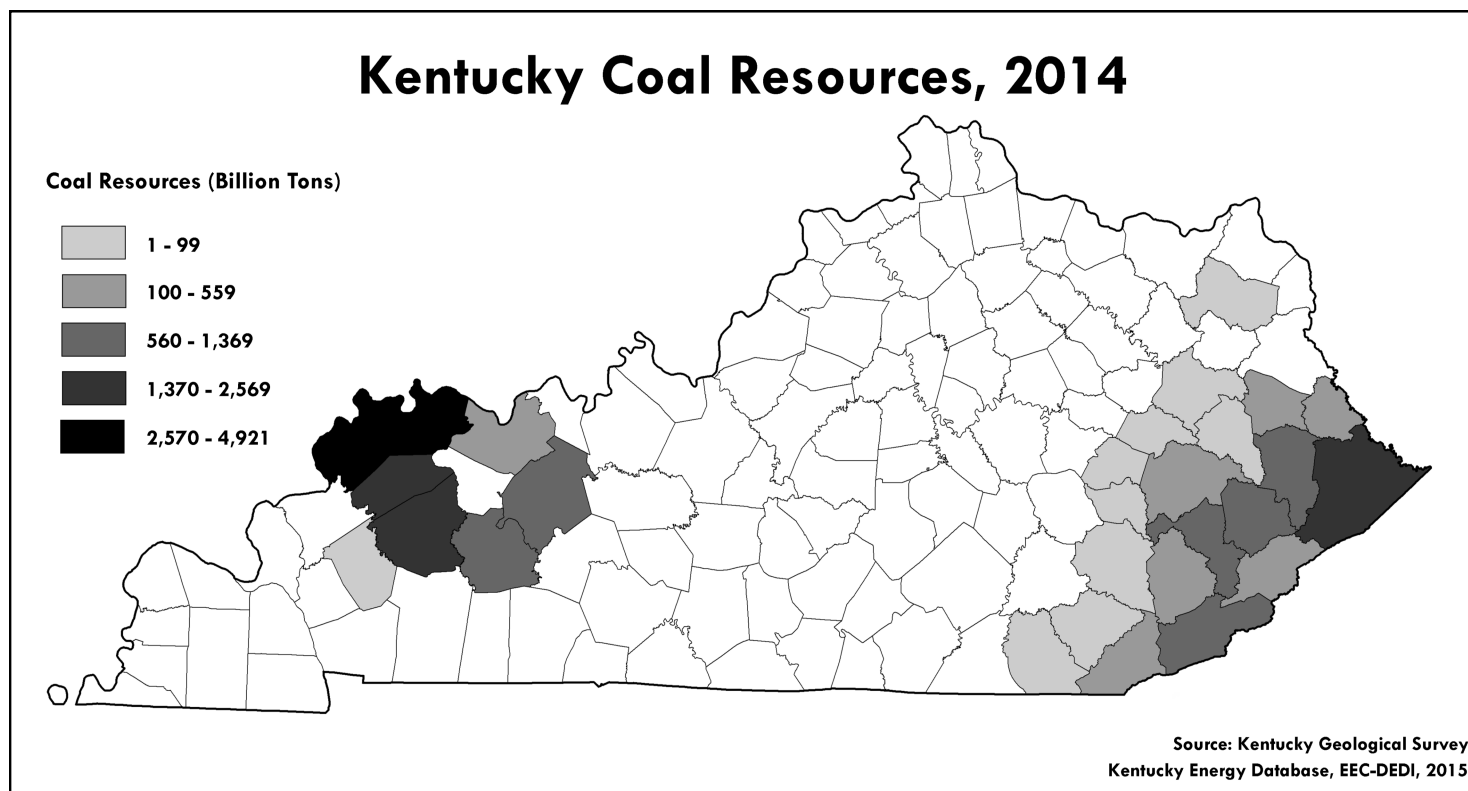 Kentucky Coal Resources, 2014
Coal Resources (Billion Tons)
1 - 99
100 - 559
560 - 1,369
1,370 - 2,569
2,570 - 4,921
Source: Kentucky Geological Survey
Kentucky Energy Database, EEC-DEDI, 2015